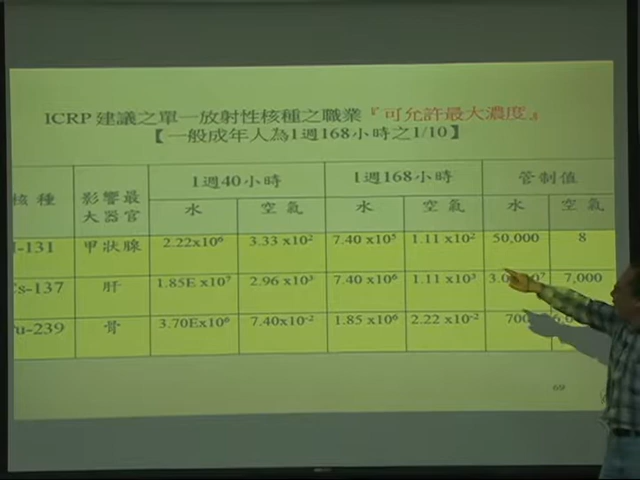 ICRP 建議之單一放射性核種之職業『可允許最大濃度』
【一般成年人為1週168小時之1/10】
核種 影響最大器官 1週40小時 1週168小時 管制值
水 空氣 水 空氣 水 空氣
-131 甲狀腺 2.22x10⁶ 3.33 x10² 7.40 x10⁵ 1.11 x10² 50,000 8
Cs-137 肝 1.85E x10⁷ 2.96 x10³ 7.40 x10⁶ 1.11 x10³ 7,000
-239 骨 3.70Ex10⁶ 7.40x10⁻² 1.85 x10⁶ 2.22 x10⁻² 700
69